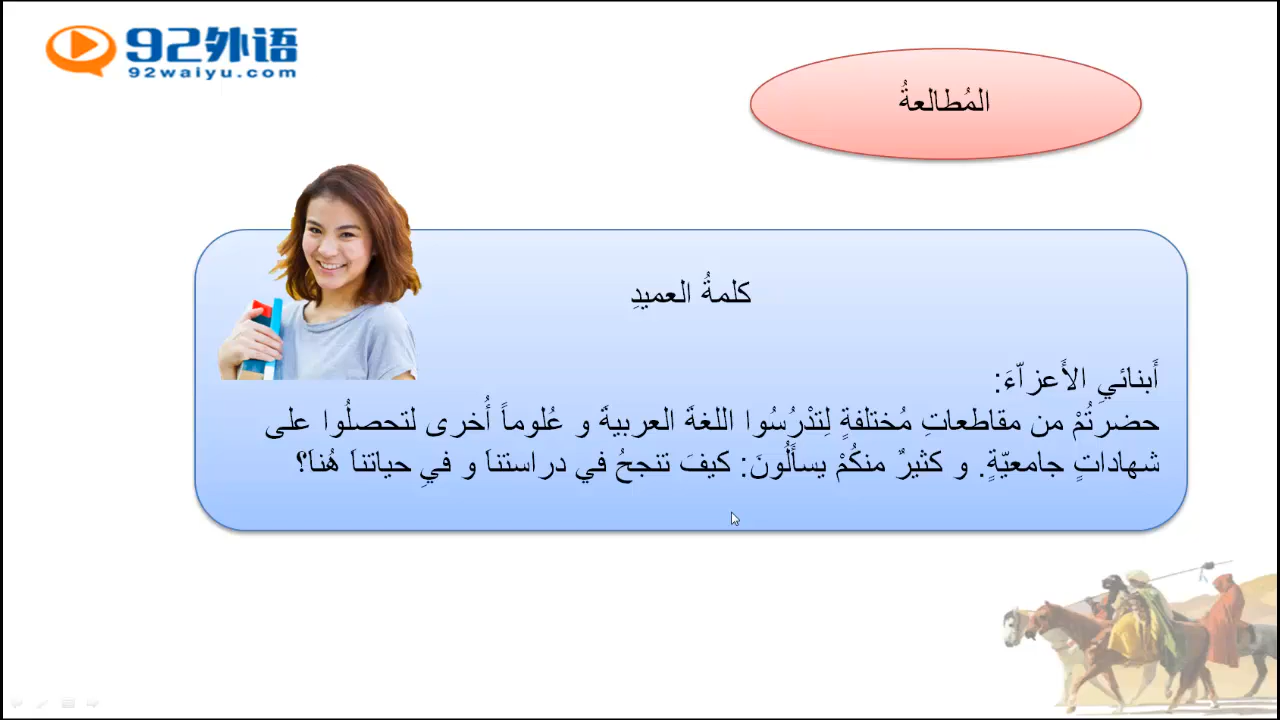 92外语
92waiyu.com
المُطالعةُ
كلمةُ العميدِ
أَبنائيِ الأَعزاّءَ:
حضرتُمْ من مقاطعاتِ مُختلفةٍ لِتدْرُسُوا اللغةَ العربيةَ و عُلوماً أُخرى لتحصلُوا على
شهاداتٍ جامعيّةٍ. و كثيرٌ منكُمْ يسأَلُونَ: كيفَ تنجحُ في دراستناَ و فيِ حياتناَ هُناَ؟